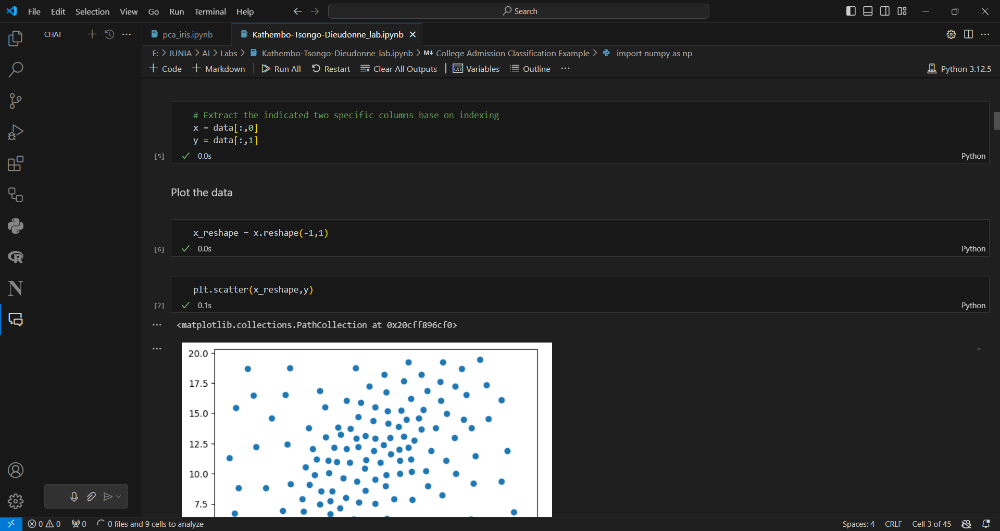 File Edit Selection View Go Run Terminal Help
Search
CHAT
pca_iris.ipynb
Kathembo-Tsongo-Dieudonne_lab.ipynb
E: > JUNIA > AI > Labs > Kathembo-Tsongo-Dieudonne_lab.ipynb > M↓ College Admission Classification Example > import numpy as np
+ Code + Markdown Run All Restart Clear All Outputs Variables Outline ...
Python 3.12.5
# Extract the indicated two specific columns base on indexing
x = data[:,0]
y = data[:,1]
[5] 0.0s Python
Plot the data
x_reshape = x.reshape(-1,1)
[6] 0.0s Python
plt.scatter(x_reshape,y)
[7] 0.1s Python
<matplotlib.collections.PathCollection at 0x20cff896cf0>
20.0
17.5
15.0
12.5
10.0
7.5
0 0 0 0 files and 9 cells to analyze
Spaces: 4 CRLF Cell 3 of 45